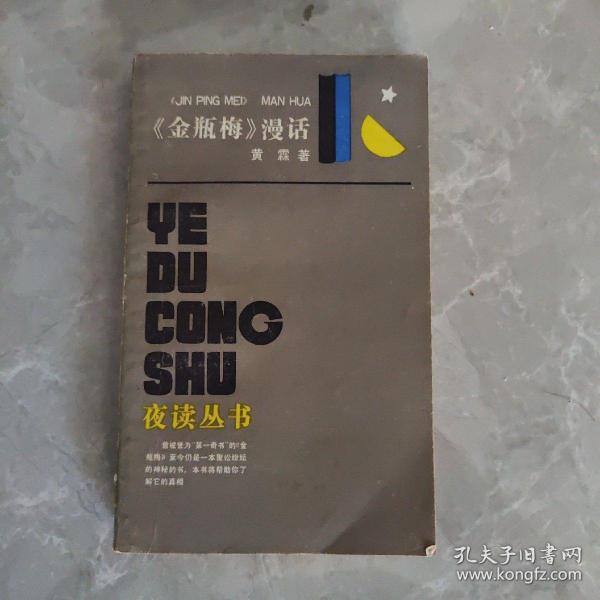 《JIN PING MEI》 MAN HUA
《金瓶梅》漫话
黄霖著
YE
DU
CONG
SHU
夜读丛书
曾被誉为“第一奇书”的《金
瓶梅》至今仍是一本聚讼纷纭
的神秘的书,本书将帮助你了
解它的真相
孔夫子旧书网
www.kongfz.com